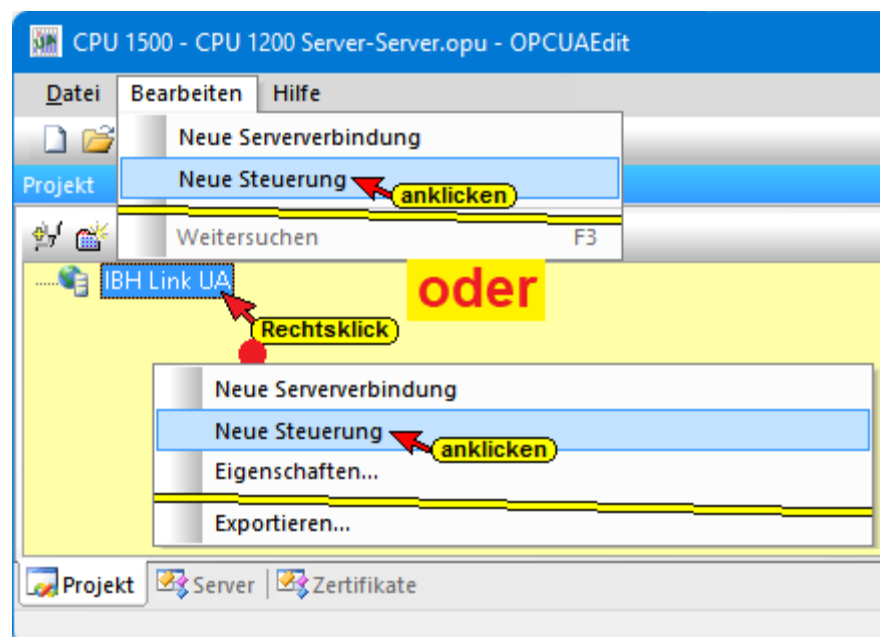 CPU 1500 - CPU 1200 Server-Server.opu - OPCUAEdit
Datei Bearbeiten Hilfe
Neue Serververbindung
Projekt
Neue Steuerung
anklicken
Weitersuchen F3
IBH Link UA
oder
Rechtsklick
Neue Serververbindung
Neue Steuerung
anklicken
Eigenschaften...
Exportieren...
Projekt Server Zertifikate